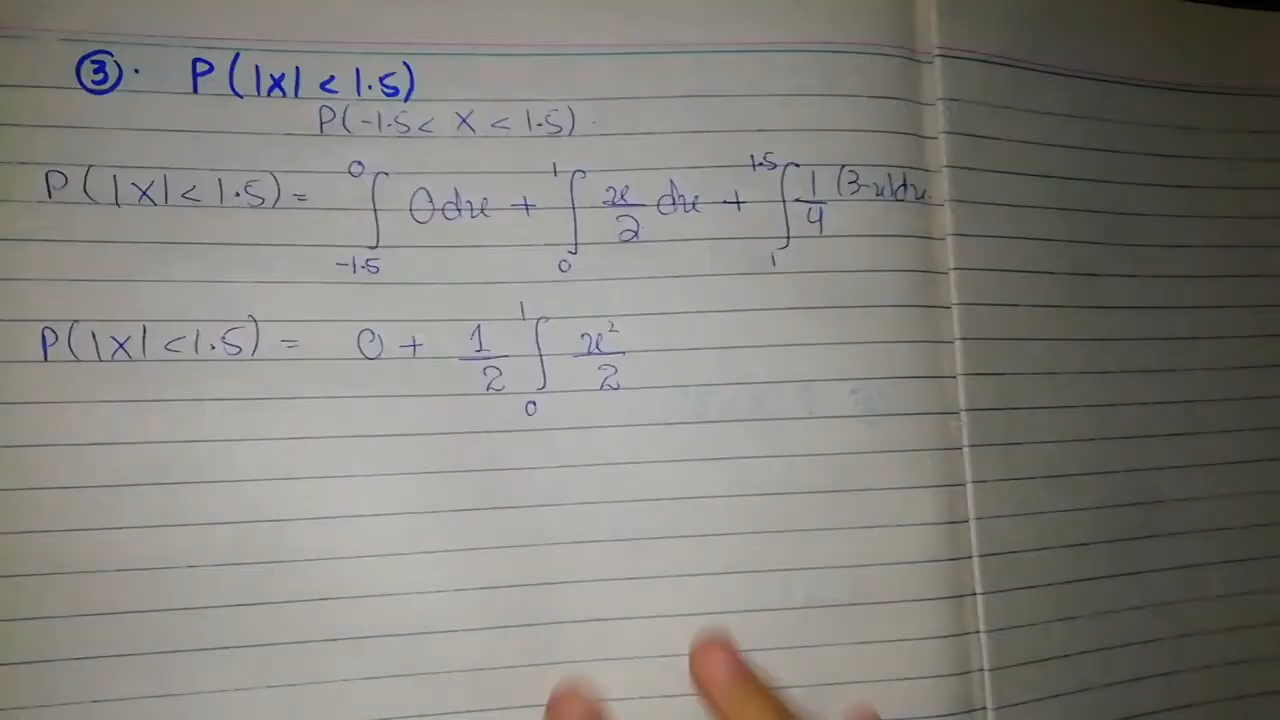 ③. P(|X| < 1.5)
P(-1.5 < X < 1.5).
P(|X| < 1.5) = ∫_{-1.5}^{0} 0 dx + ∫_{0}^{1} x/2 dx + ∫_{1}^{1.5} 1/4 (3-x) dx.
P(|X| < 1.5) = 0 + 1/2 ∫_{0}^{1} x²/2